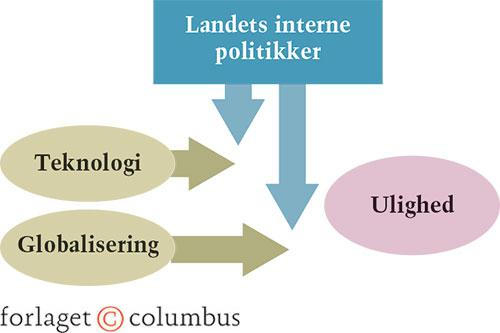 Landets interne
politikker
Teknologi
Ulighed
Globalisering
forlaget © columbus